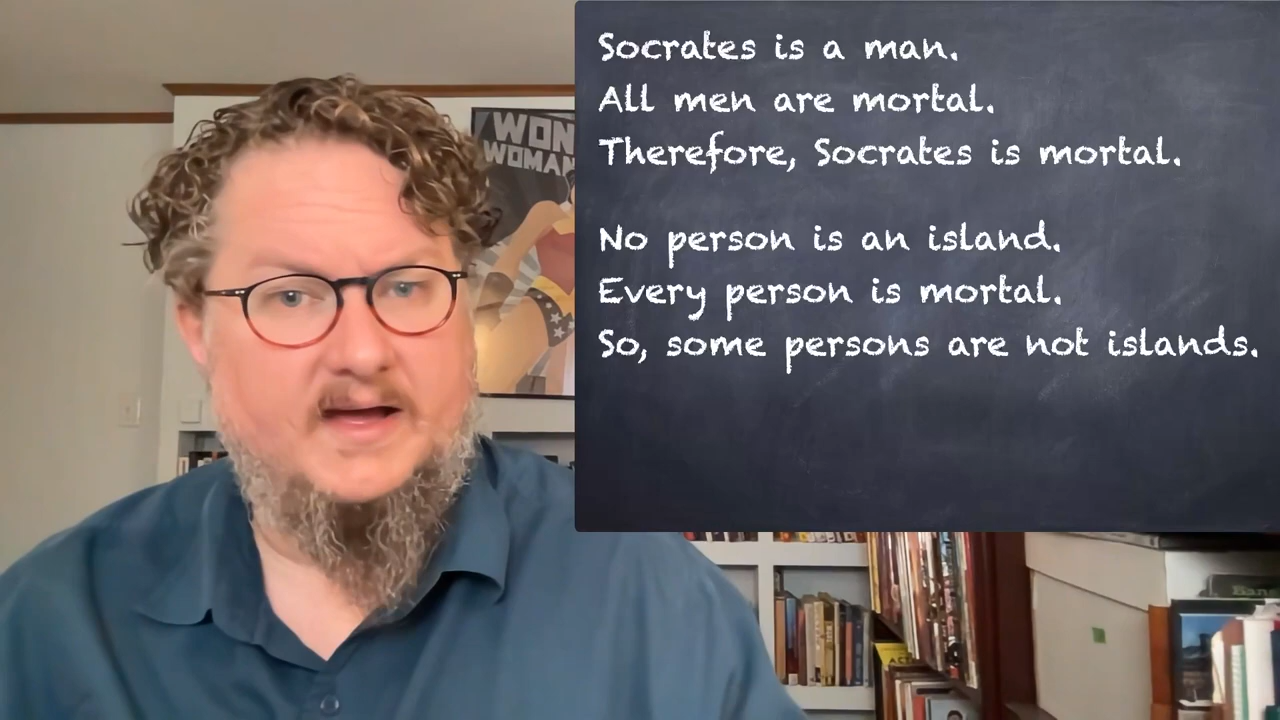 WON
WOMAN
Socrates is a man.
All men are mortal.
Therefore, Socrates is mortal.
No person is an island.
Every person is mortal.
So, some persons are not islands.